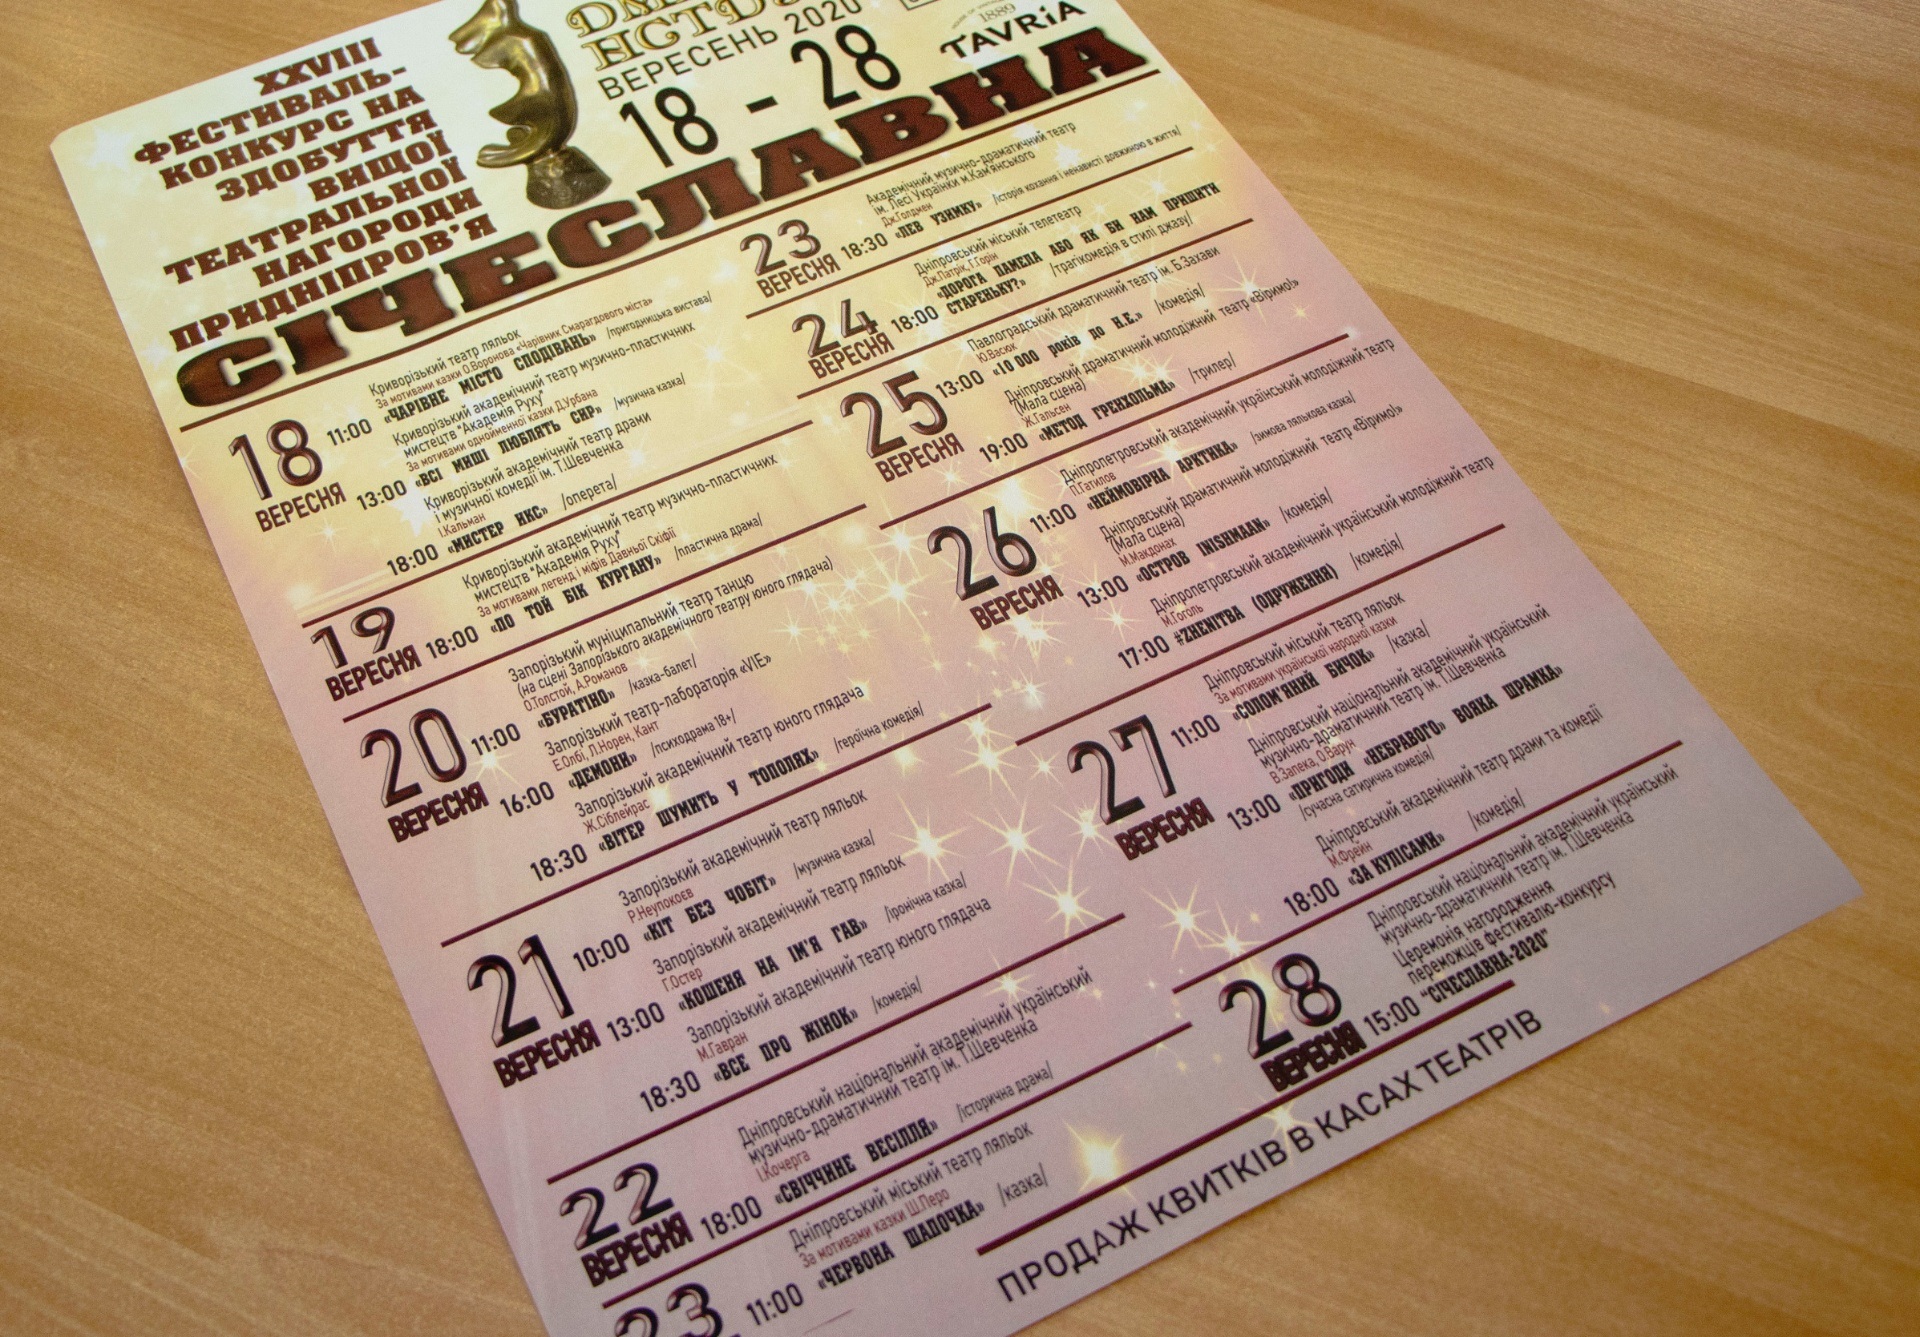 XXVIII
ФЕСТИВАЛЬ-
КОНКУРС НА
ЗДОБУТТЯ
ВИЩОЇ
ТЕАТРАЛЬНОЇ
НАГОРОДИ
ПРИДНІПРОВ'Я
ВЕРЕСЕНЬ 2020
18 - 28
1889
TAVRiA
СІЧЕСЛАВНА
18
ВЕРЕСНЯ
Криворізький театр ляльок
За мотивами казки О.Воронова «Чарівник Смарагдового міста»
11:00 «ЧАРІВНЕ МІСТО СПОДІВАНЬ» /пригодницька вистава/
Криворізький академічний театр музично-пластичних
мистецтв "Академія Руху"
За мотивами однойменної казки Д.Урбана
13:00 «ВСІ МИШІ ЛЮБЛЯТЬ СИР» /музична казка/
Криворізький академічний театр драми
і музичної комедії ім. Т.Шевченка
І.Кальман
18:00 «МИСТЕР ИКС» /оперета/
19
ВЕРЕСНЯ
Криворізький академічний театр музично-пластичних
мистецтв "Академія Руху"
За мотивами легенд і міфів Давньої Скіфії
18:00 «ПО ТОЙ БІК КУРГАНУ» /пластична драма/
20
ВЕРЕСНЯ
Запорізький муніципальний театр танцю
(на сцені Запорізького академічного театру юного глядача)
О.Толстой, А.Романов
11:00 «БУРАТІНО» /казка-балет/
Запорізький театр-лабораторія «VIE»
Е.Олбі, Л.Норен, Кант
16:00 «ДЕМОНИ» /психодрама 18+/
Запорізький академічний театр юного глядача
Ж.Сіблейрас
18:30 «ВІТЕР ШУМИТЬ У ТОПОЛЯХ» /героїчна комедія/
21
ВЕРЕСНЯ
Запорізький академічний театр ляльок
Р.Неупокоєв
10:00 «КІТ БЕЗ ЧОБІТ» /музична казка/
Запорізький академічний театр ляльок
Г.Остер
13:00 «КОШЕНЯ НА ІМ'Я ГАВ» /іронічна казка/
Запорізький академічний театр юного глядача
М.Гавран
18:30 «ВСЕ ПРО ЖІНОК» /комедія/
22
ВЕРЕСНЯ
Дніпровський національний академічний український
музично-драматичний театр ім. Т.Шевченка
І.Кочерга
18:00 «СВІЧЧИНЕ ВЕСІЛЛЯ» /історична драма/
23
Дніпровський міський театр ляльок
За мотивами казки Ш.Перо
11:00 «ЧЕРВОНА ШАПОЧКА» /казка/
23
ВЕРЕСНЯ
Академічний музично-драматичний театр
ім. Лесі Українки м.Кам'янського
Дж.Голдмен
18:30 «ЛЕВ УЗИМКУ» /історія кохання і ненависті довжиною в життя/
24
ВЕРЕСНЯ
Дніпровський міський телетеатр
Дж.Патрік, Г.Горін
18:00 «ДОРОГА ПАМЕЛА АБО ЯК БИ НАМ ПРИШИТИ
СТАРЕНЬКУ?» /трагікомедія в стилі джазу/
25
ВЕРЕСНЯ
Павлоградський драматичний театр ім. Б.Захави
Ю.Васюк
13:00 «10 000 років до Н.Е.» /комедія/
Дніпровський драматичний молодіжний театр «Віримо!»
(Мала сцена)
Ж.Гальсен
19:00 «МЕТОД ГРЕНХОЛЬМА» /трилер/
26
ВЕРЕСНЯ
Дніпропетровський академічний український молодіжний театр
П.Гатилов
11:00 «НЕЙМОВІРНА АРКТИКА» /зимова лялькова казка/
Дніпровський драматичний молодіжний театр «Віримо!»
(Мала сцена)
М.Макдонах
13:00 «ОСТРОВ INISHMAAN» /комедія/
Дніпропетровський академічний український молодіжний театр
М.Гоголь
17:00 #ZHENITBA (ОДРУЖЕННЯ) /комедія/
27
ВЕРЕСНЯ
Дніпровський міський театр ляльок
За мотивами української народної казки
11:00 «СОЛОМ'ЯНИЙ БИЧОК» /казка/
Дніпровський національний академічний український
музично-драматичний театр ім. Т.Шевченка
В.Запека, О.Варун
13:00 «ПРИГОДИ «НЕБРАВОГО» ВОЯКА ШРАМКА»
/сучасна сатирична комедія/
Дніпровський академічний театр драми та комедії
М.Фрейн
18:00 «ЗА КУЛІСАМИ» /комедія/
28
ВЕРЕСНЯ
Дніпровський національний академічний український
музично-драматичний театр ім. Т.Шевченка
Церемонія нагородження
переможців фестивалю-конкурсу
15:00 "СІЧЕСЛАВНА-2020"
ПРОДАЖ КВИТКІВ В КАСАХ ТЕАТРІВ